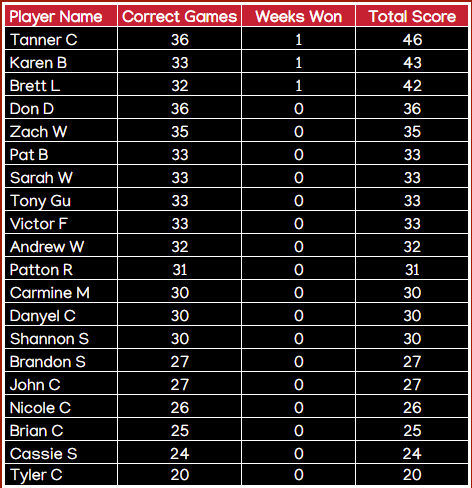 Player Name Correct Games Weeks Won Total Score
Tanner C 36 1 46
Karen B 33 1 43
Brett L 32 1 42
Don D 36 0 36
Zach W 35 0 35
Pat B 33 0 33
Sarah W 33 0 33
Tony Gu 33 0 33
Victor F 33 0 33
Andrew W 32 0 32
Patton R 31 0 31
Carmine M 30 0 30
Danyel C 30 0 30
Shannon S 30 0 30
Brandon S 27 0 27
John C 27 0 27
Nicole C 26 0 26
Brian C 25 0 25
Cassie S 24 0 24
Tyler C 20 0 20